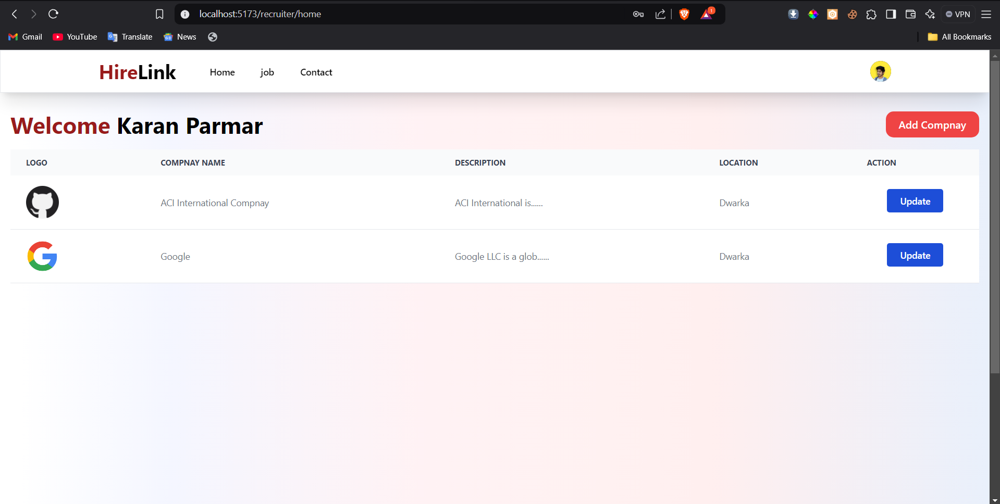 localhost:5173/recruiter/home
1
VPN
Gmail YouTube Translate News All Bookmarks
HireLink Home job Contact
Welcome Karan Parmar
Add Compnay
LOGO COMPNAY NAME DESCRIPTION LOCATION ACTION
ACI International Compnay ACI International is...... Dwarka Update
Google Google LLC is a glob...... Dwarka Update